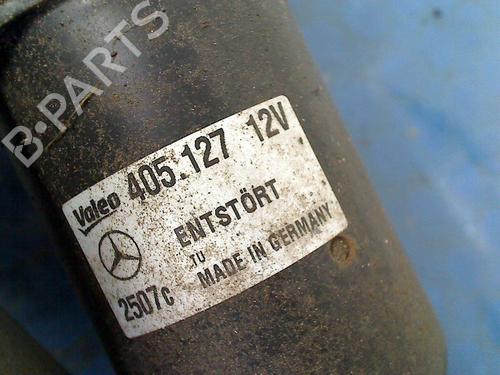 B-PARTS
Valeo 405.127 12V
ENTSTÖRT
TU
MADE IN GERMANY
2507c